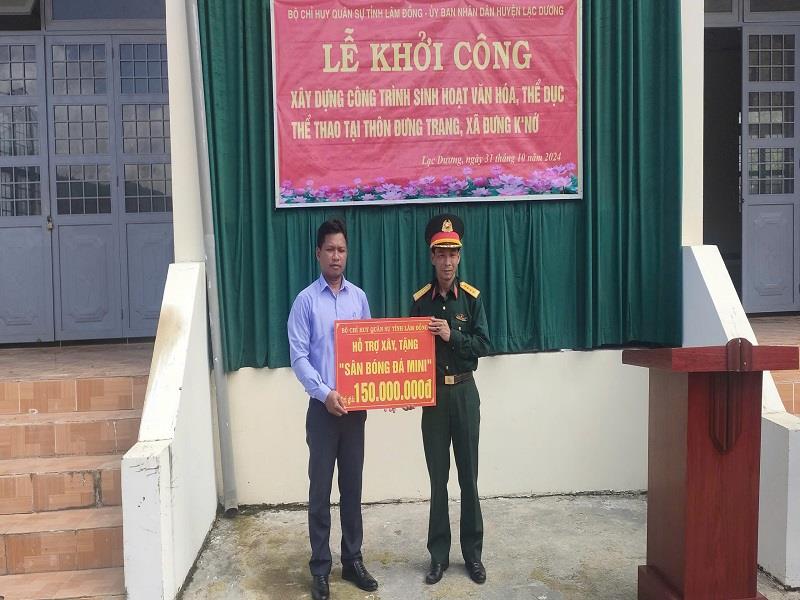 BỘ CHỈ HUY QUÂN SỰ TỈNH LÂM ĐỒNG - ỦY BAN NHÂN DÂN HUYỆN LẠC DƯƠNG
LỄ KHỞI CÔNG
XÂY DỰNG CÔNG TRÌNH SINH HOẠT VĂN HÓA, THỂ DỤC
THỂ THAO TẠI THÔN ĐƯNG TRANG, XÃ ĐƯNG K'NỚ
Lạc Dương, ngày 31 tháng 10 năm 2024
BỘ CHỈ HUY QUÂN SỰ TỈNH LÂM ĐỒNG
HỖ TRỢ XÂY, TẶNG
"SÂN BÓNG ĐÁ MINI"
150.000.000đ